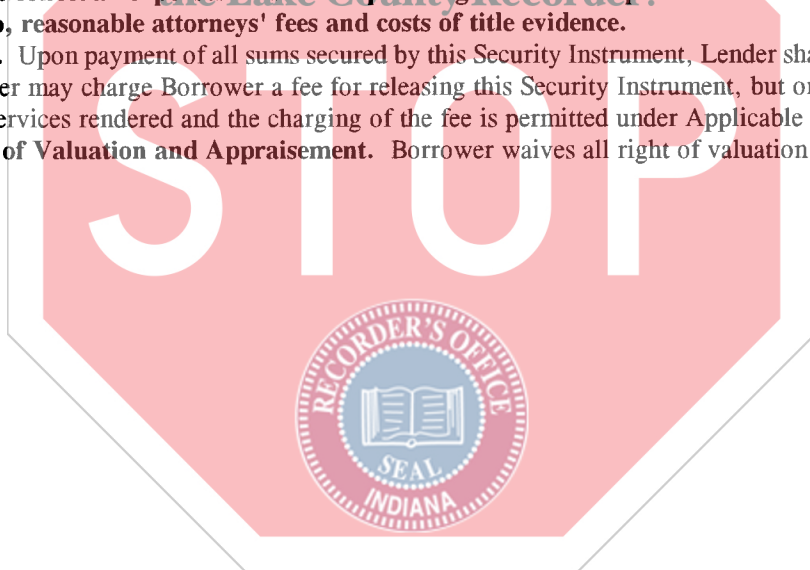 the Lake County Recorder!
, reasonable attorneys' fees and costs of title evidence.
. Upon payment of all sums secured by this Security Instrument, Lender sha
er may charge Borrower a fee for releasing this Security Instrument, but or
ervices rendered and the charging of the fee is permitted under Applicable
of Valuation and Appraisement. Borrower waives all right of valuation
STOP
RECORDER'S OFFICE
SEAL
INDIANA